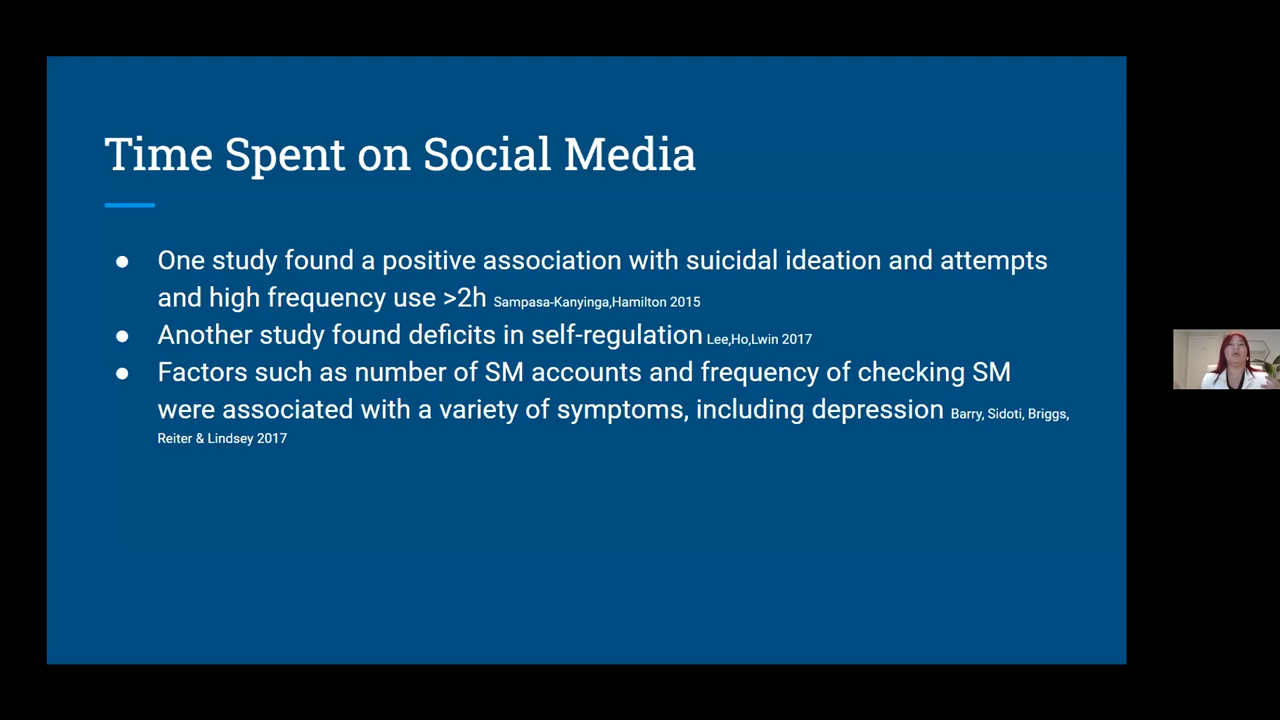 Time Spent on Social Media
● One study found a positive association with suicidal ideation and attempts
and high frequency use >2h Sampasa-Kanyinga,Hamilton 2015
● Another study found deficits in self-regulation Lee,Ho,Lwin 2017
● Factors such as number of SM accounts and frequency of checking SM
were associated with a variety of symptoms, including depression Barry, Sidoti, Briggs,
Reiter & Lindsey 2017